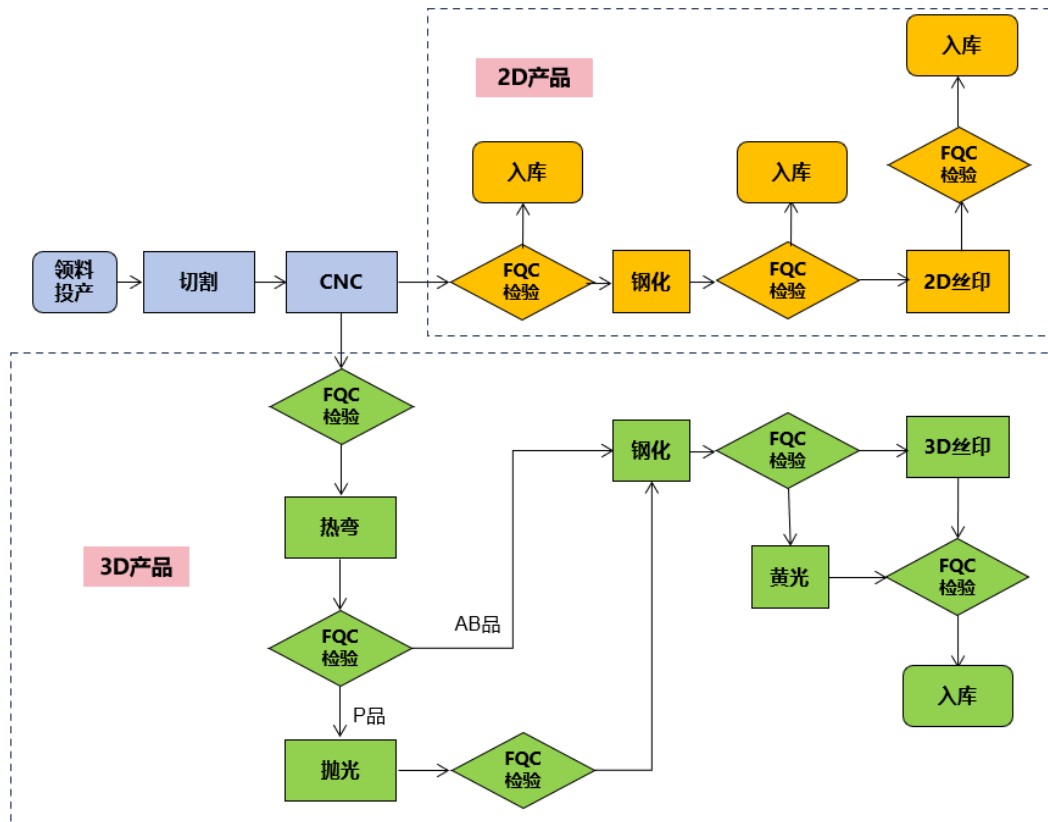 入库
2D产品
FQC
检验
入库
入库
领料
投产
切割
CNC
FQC
检验
钢化
FQC
检验
2D丝印
FQC
检验
钢化
FQC
检验
3D丝印
热弯
3D产品
黄光
FQC
检验
AB品
FQC
检验
入库
P品
抛光
FQC
检验